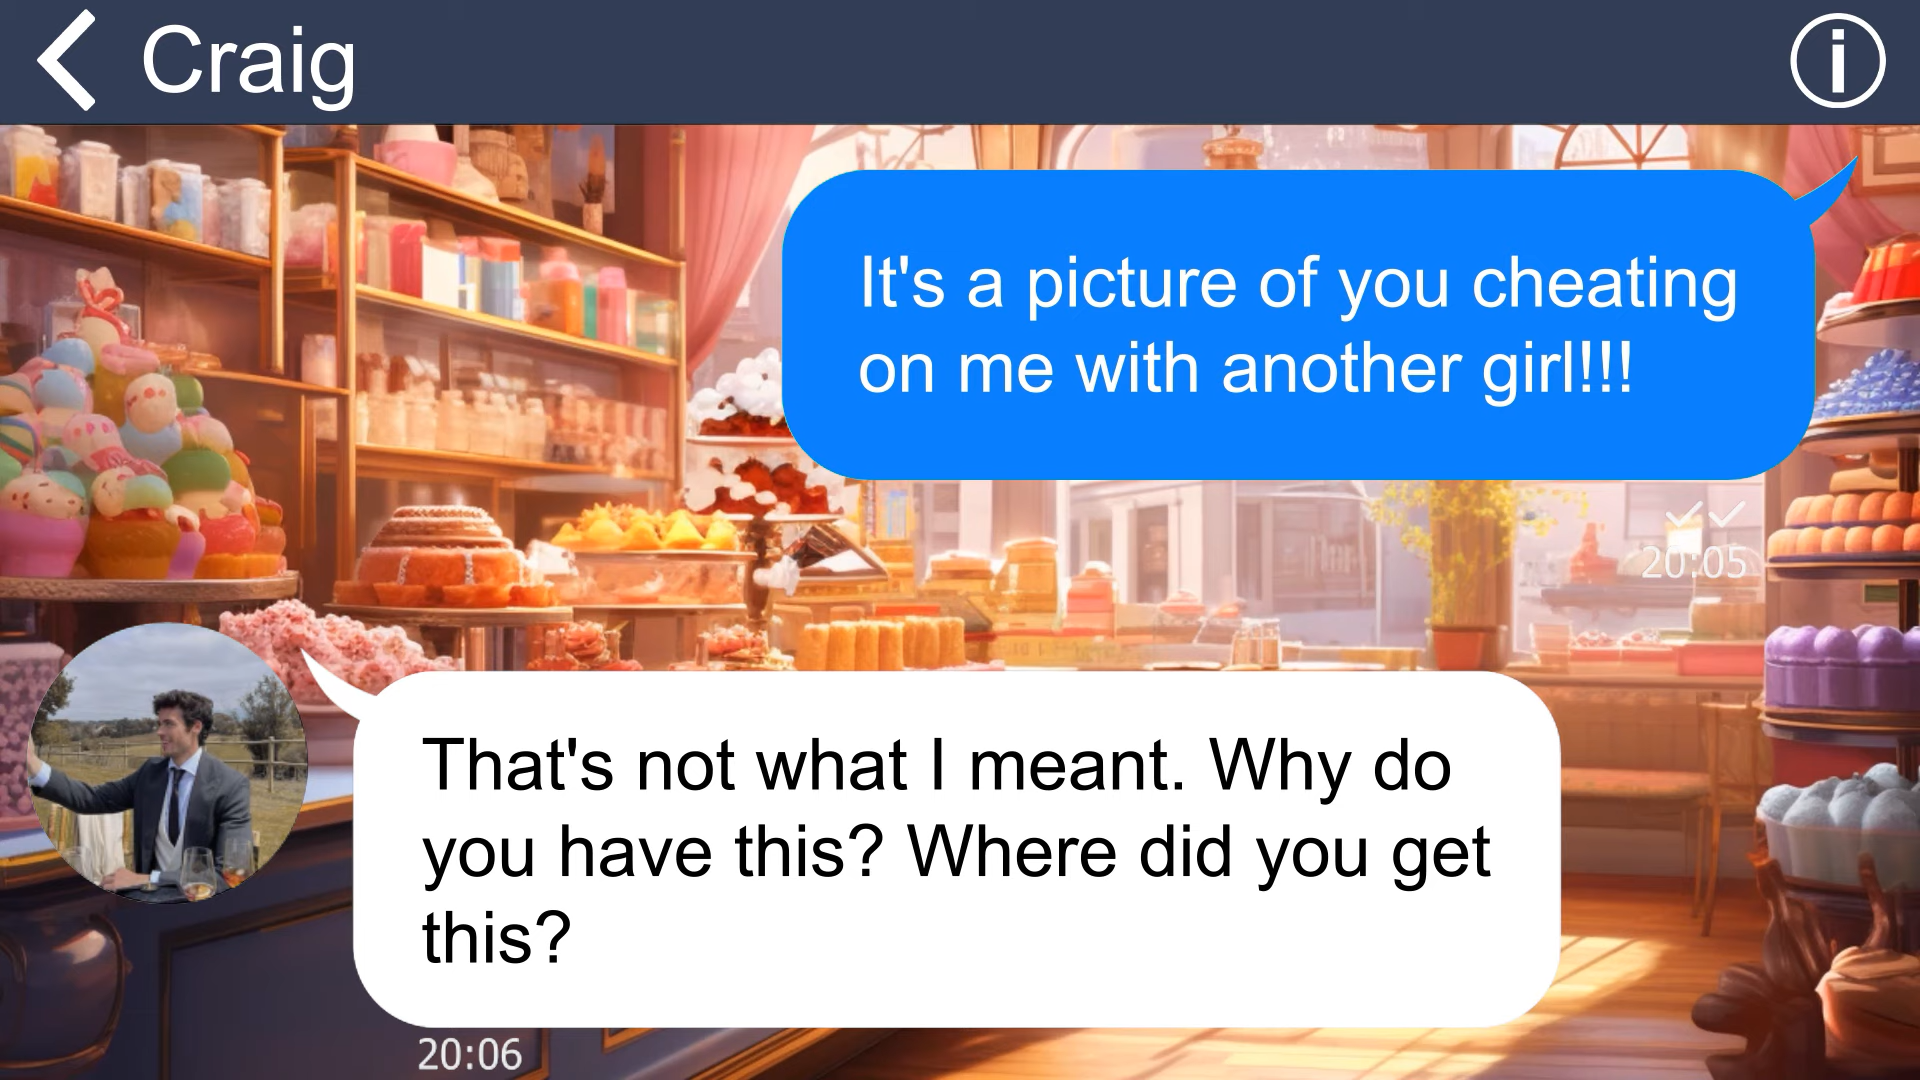 Craig
It's a picture of you cheating
on me with another girl!!!
20:05
That's not what I meant. Why do
you have this? Where did you get
this?
20:06